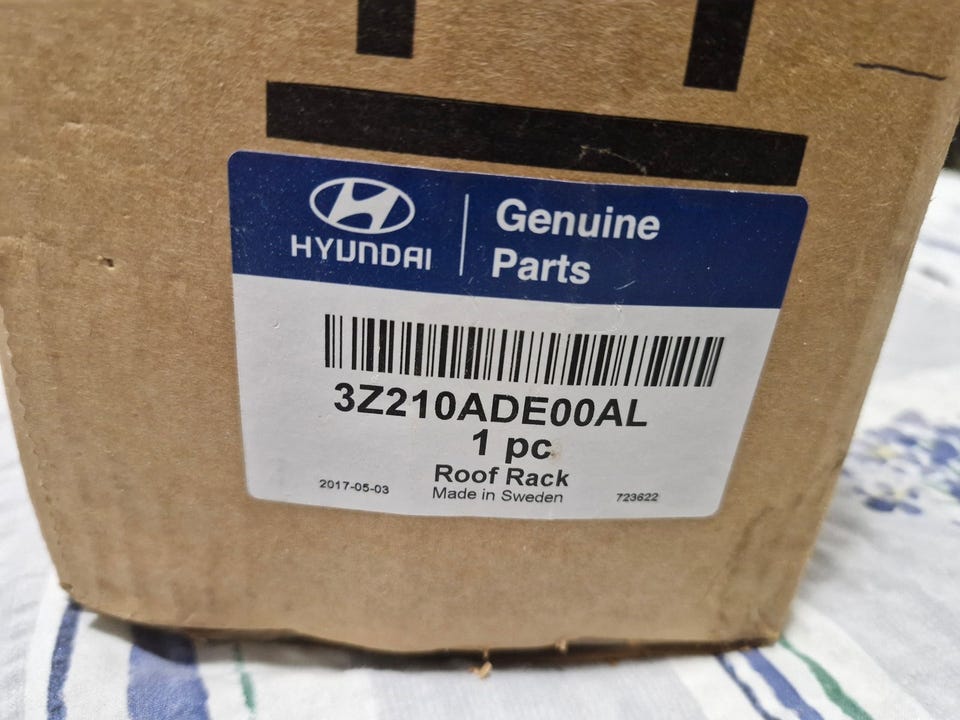 HYUNDAI
Genuine
Parts
3Z210ADE00AL
1 pc
Roof Rack
Made in Sweden
2017-05-03
723622